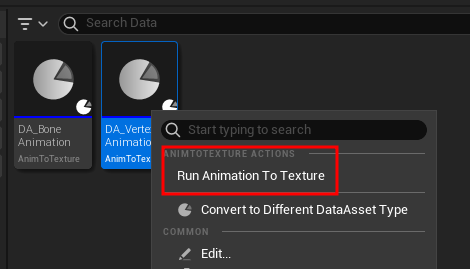 Search Data
DA_Bone
Animation
AnimToTexture
DA_Verte
Animation
AnimToTex
Start typing to search
ANIMTOTEXTURE ACTIONS
Run Animation To Texture
Convert to Different DataAsset Type
COMMON
Edit...